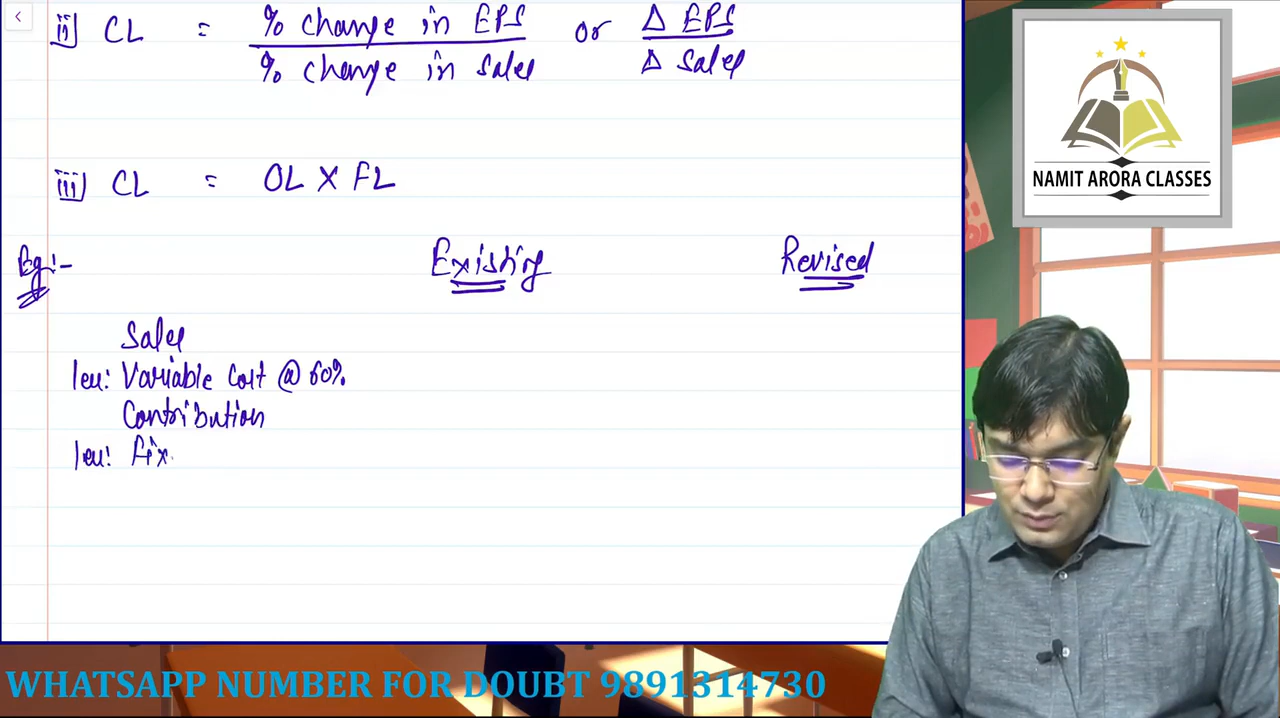 ii) CL = % change in EPS or Δ EPS
% change in sales Δ Sales
iii) CL = OL X FL
Eg:- Existing Revised
Sales
less: Variable Cost @ 60%
Contribution
less: Fix
NAMIT ARORA CLASSES
WHATSAPP NUMBER FOR DOUBT 9891314730